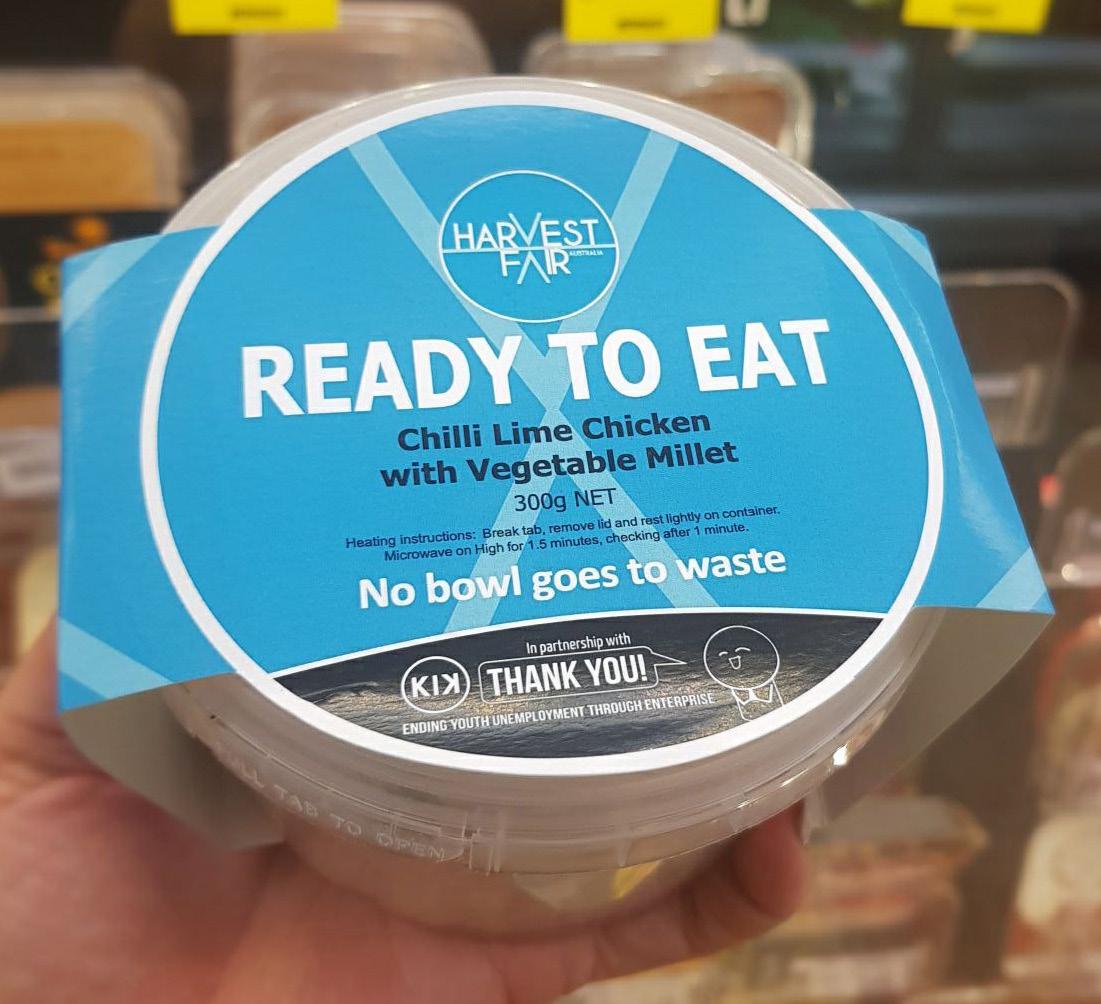 HARVEST
FAIR AUSTRALIA
READY TO EAT
Chilli Lime Chicken
with Vegetable Millet
300g NET
Heating instructions: Break tab, remove lid and rest lightly on container.
Microwave on High for 1.5 minutes, checking after 1 minute.
No bowl goes to waste
In partnership with
KIK THANK YOU!
ENDING YOUTH UNEMPLOYMENT THROUGH ENTERPRISE
TAB TO OPEN